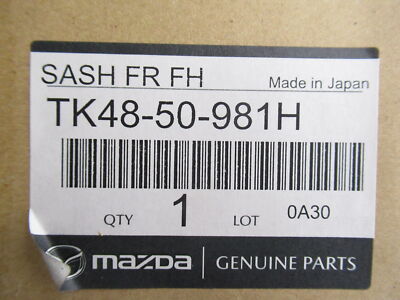 SASH FR FH Made in Japan
TK48-50-981H
QTY 1 LOT 0A30
mazda GENUINE PARTS